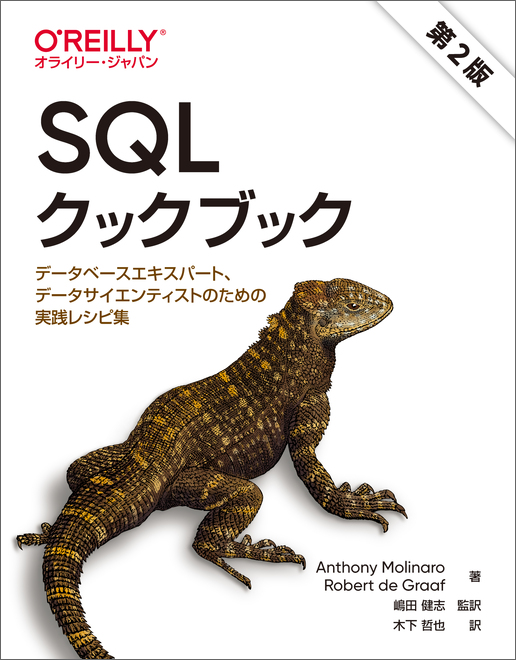 O'REILLY®
オライリー・ジャパン
第2版
SQL
クックブック
データベースエキスパート、
データサイエンティストのための
実践レシピ集
Anthony Molinaro
Robert de Graaf 著
嶋田 健志 監訳
木下 哲也 訳